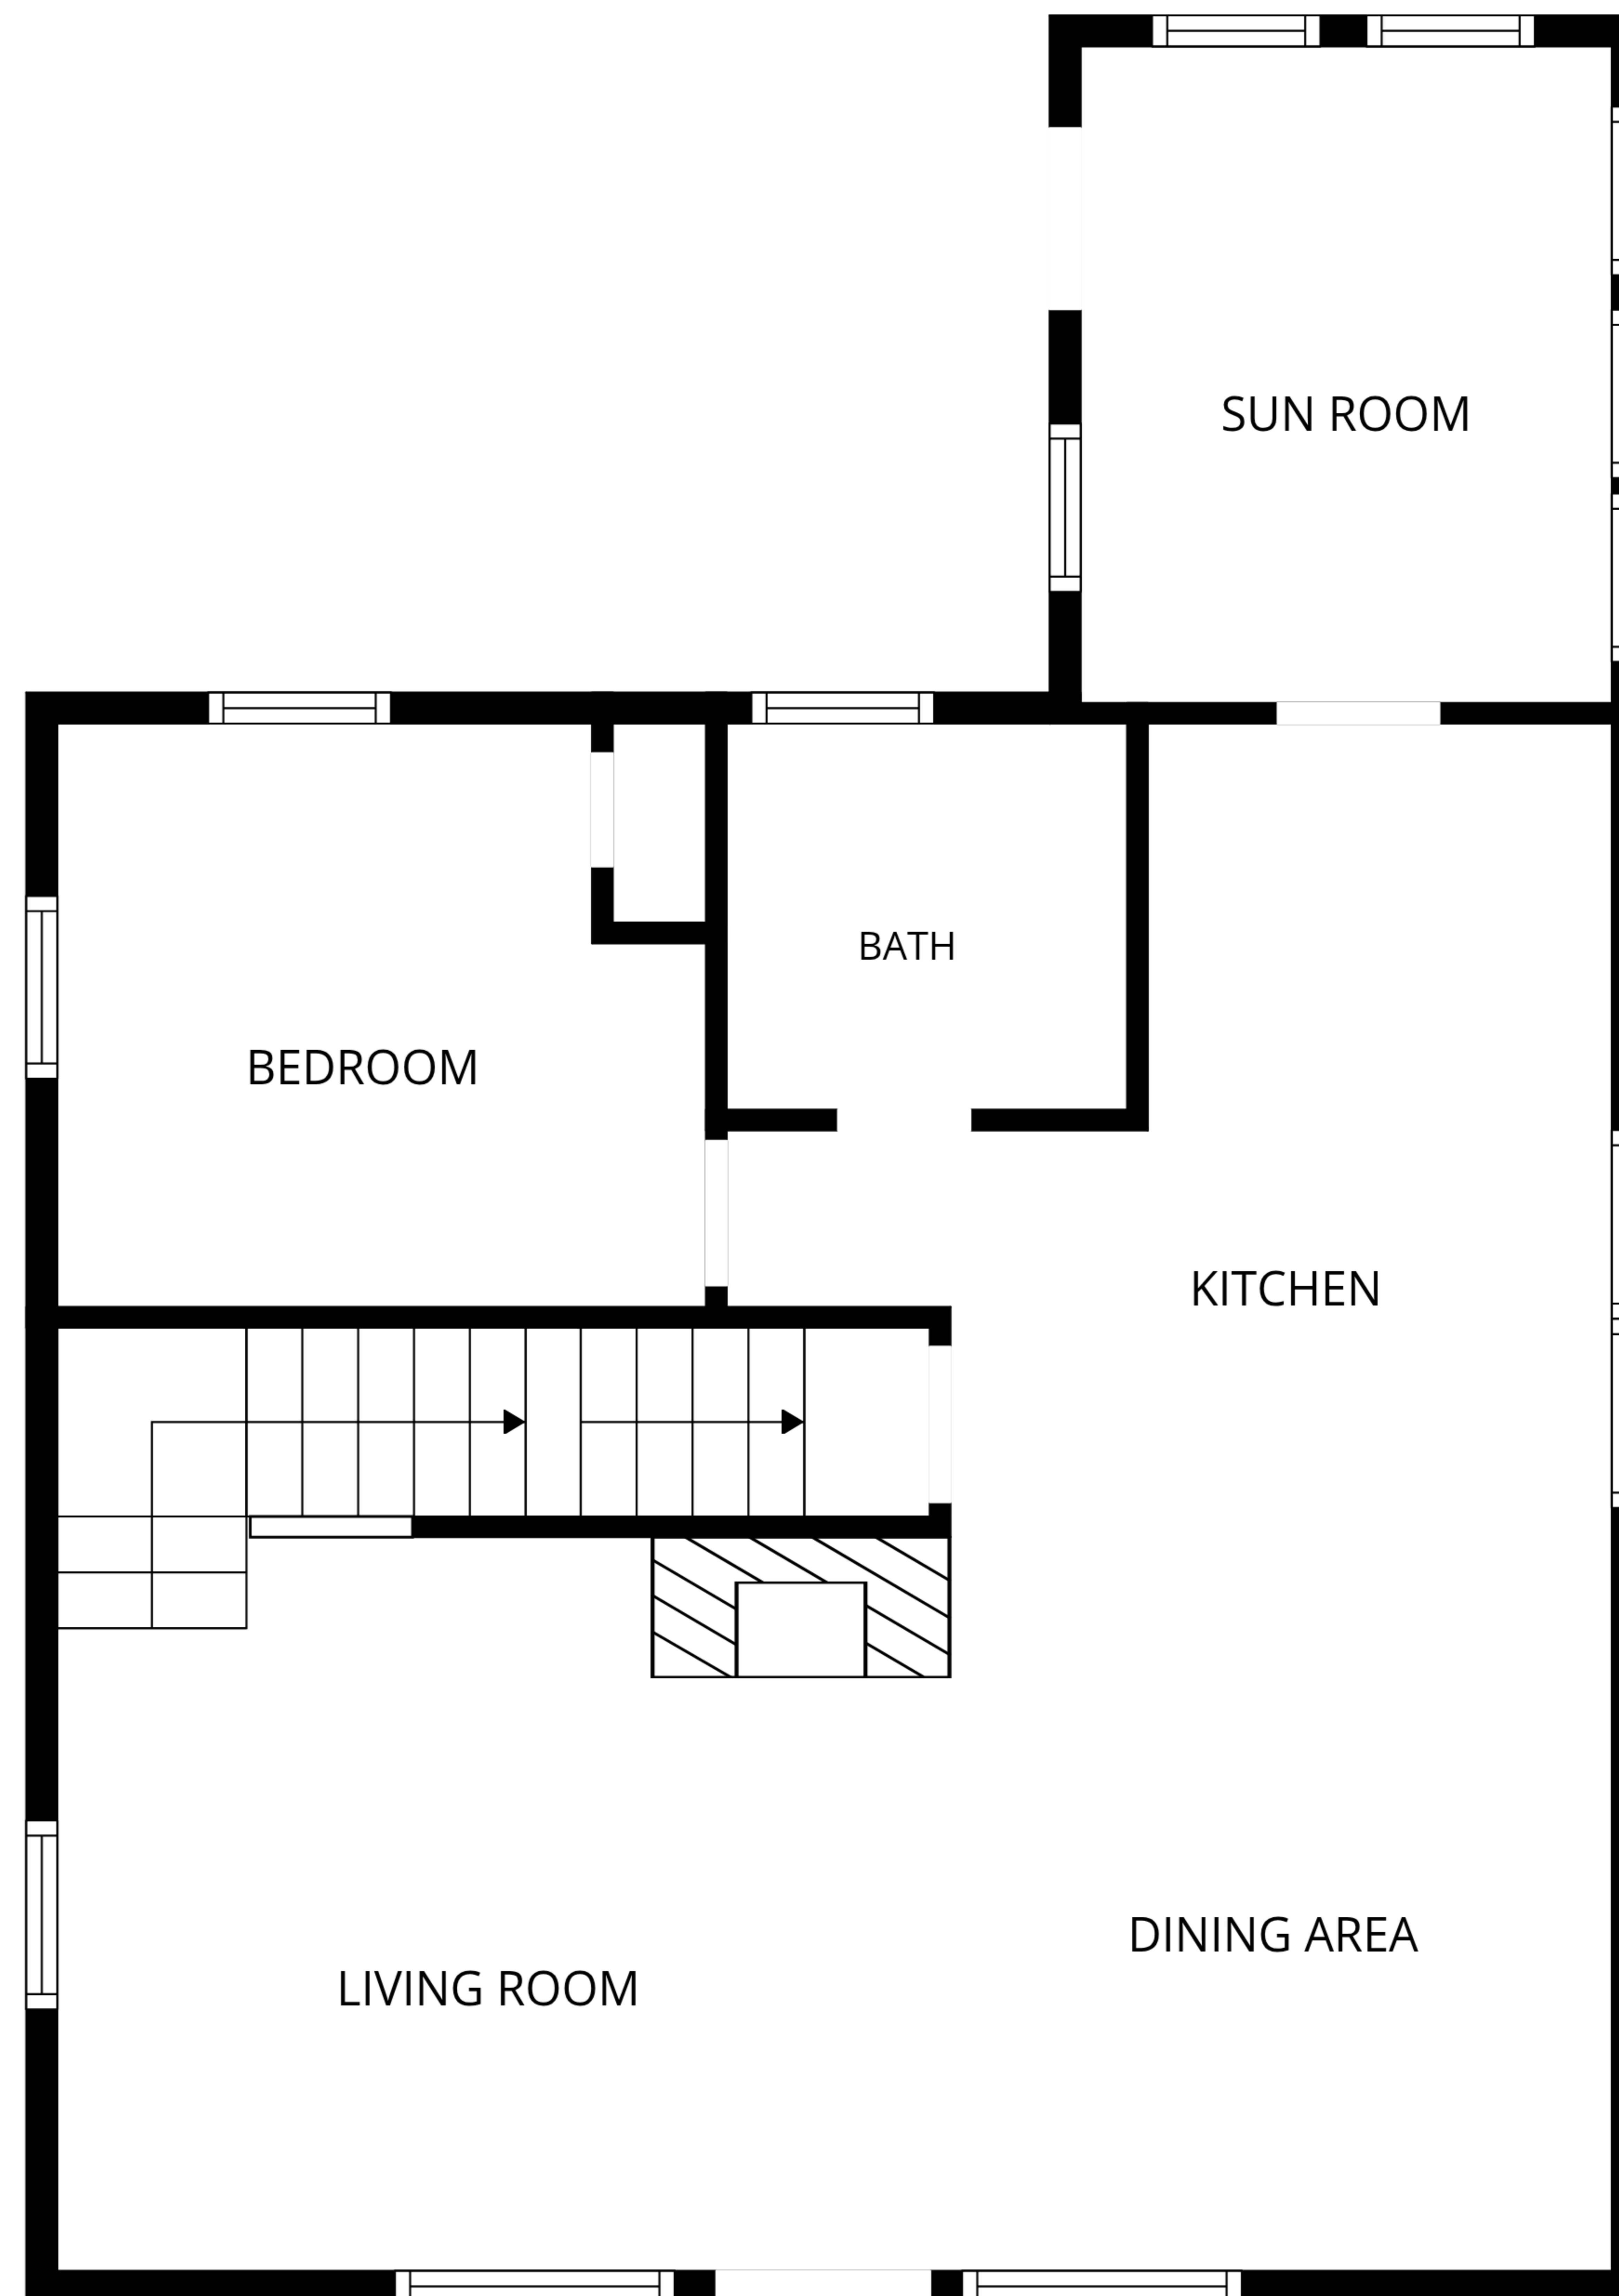 SUN ROOM
BATH
BEDROOM
KITCHEN
DINING AREA
LIVING ROOM